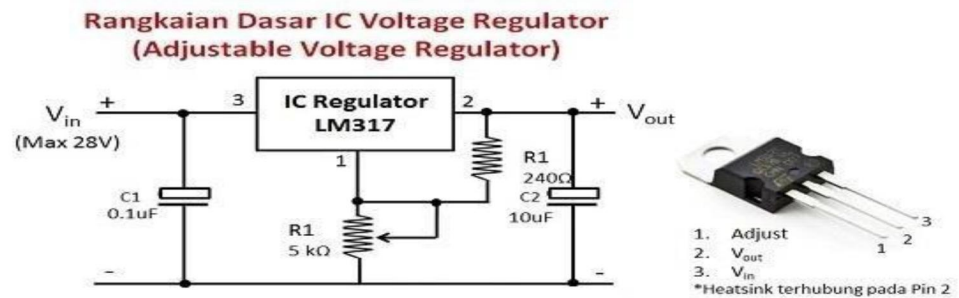 Rangkaian Dasar IC Voltage Regulator
(Adjustable Voltage Regulator)
Vin
(Max 28V)
+
3
IC Regulator
LM317
2
+
Vout
1
C1
0.1uF
R1
240Ω
C2
10uF
R1
5 kΩ
-
-
3
2
1
1. Adjust
2. Vout
3. Vin
*Heatsink terhubung pada Pin 2